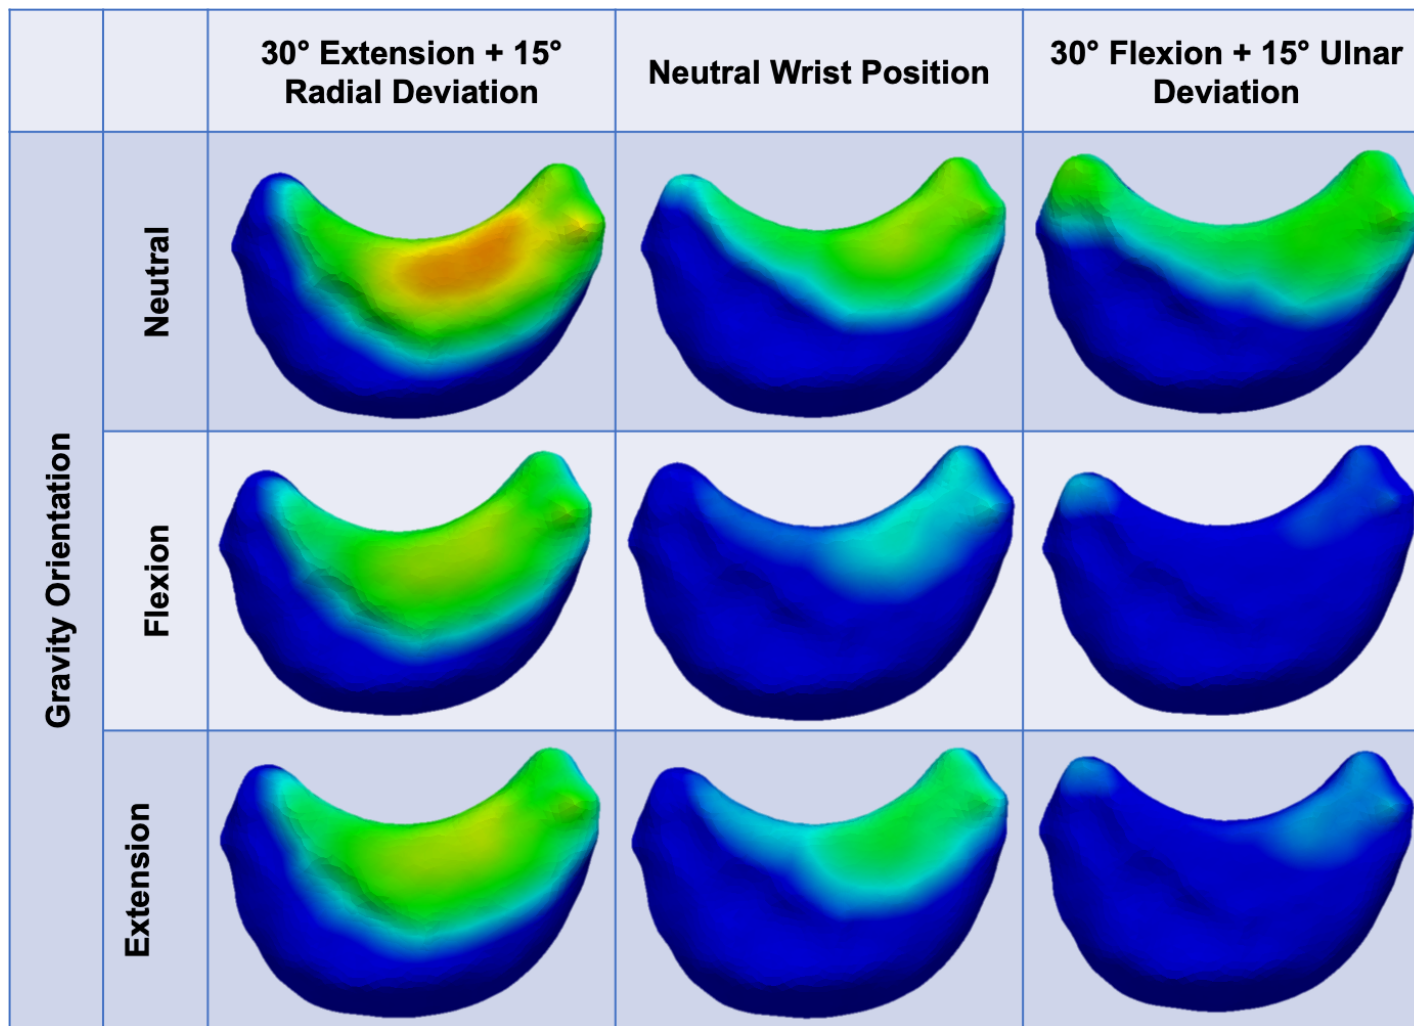 30° Extension + 15°
Radial Deviation
Neutral Wrist Position
30° Flexion + 15° Ulnar
Deviation
Gravity Orientation
Neutral
Flexion
Extension